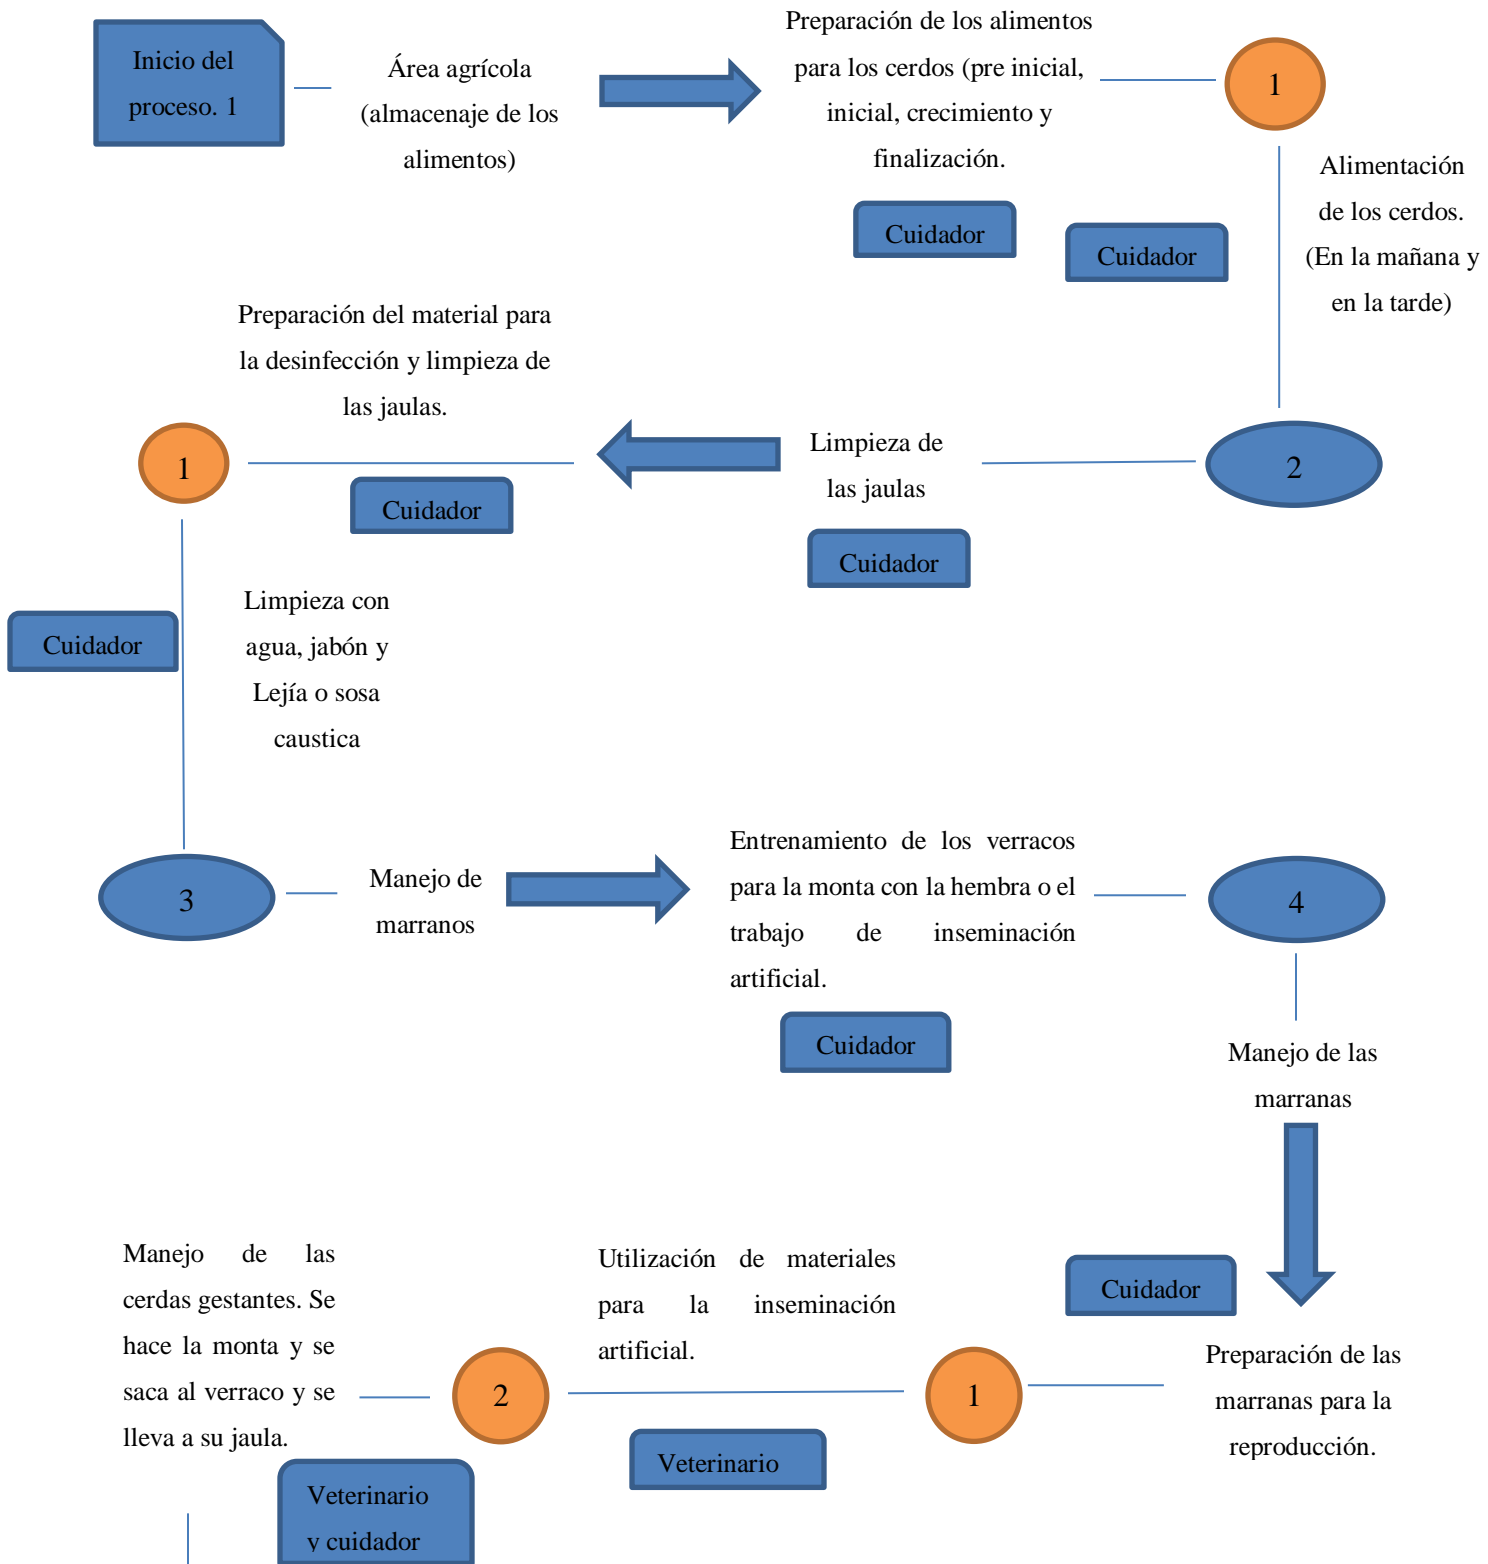 Inicio del
proceso. 1
Área agrícola
(almacenaje de los
alimentos)
Preparación de los alimentos
para los cerdos (pre inicial,
inicial, crecimiento y
finalización.
1
Cuidador
Cuidador
Alimentación
de los cerdos.
(En la mañana y
en la tarde)
2
Limpieza de
las jaulas
Cuidador
Preparación del material para
la desinfección y limpieza de
las jaulas.
Cuidador
1
Cuidador
Limpieza con
agua, jabón y
Lejía o sosa
caustica
3
Manejo de
marranos
Entrenamiento de los verracos
para la monta con la hembra o el
trabajo de inseminación
artificial.
Cuidador
4
Manejo de las
marranas
Cuidador
Preparación de las
marranas para la
reproducción.
1
Utilización de materiales
para la inseminación
artificial.
Veterinario
2
Manejo de las
cerdas gestantes. Se
hace la monta y se
saca al verraco y se
lleva a su jaula.
Veterinario
y cuidador